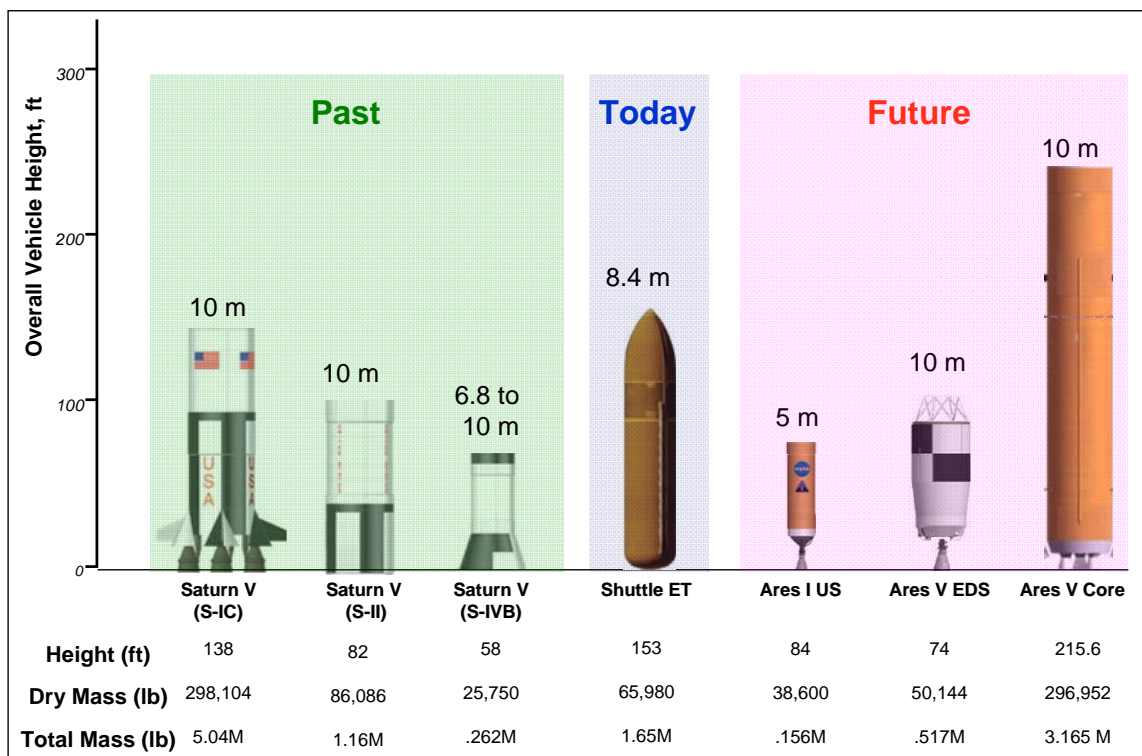 Overall Vehicle Height, ft
300
200
100
0
Past
Today
Future
10 m
10 m
6.8 to
10 m
8.4 m
5 m
10 m
10 m
USA
USA
Saturn V
(S-IC)
Saturn V
(S-II)
Saturn V
(S-IVB)
Shuttle ET
Ares I US
Ares V EDS
Ares V Core
Height (ft) 138 82 58 153 84 74 215.6
Dry Mass (lb) 298,104 86,086 25,750 65,980 38,600 50,144 296,952
Total Mass (lb) 5.04M 1.16M .262M 1.65M .156M .517M 3.165 M